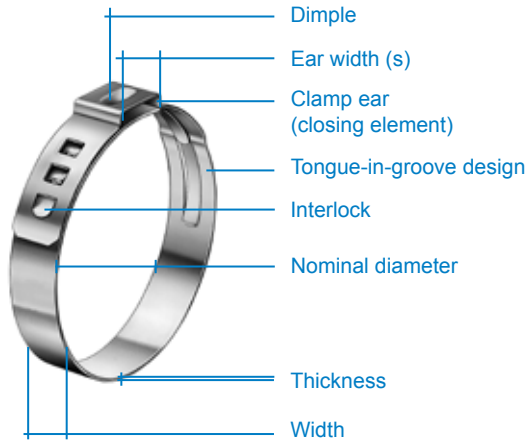 Dimple
Ear width (s)
Clamp ear
(closing element)
Tongue-in-groove design
Interlock
Nominal diameter
Thickness
Width